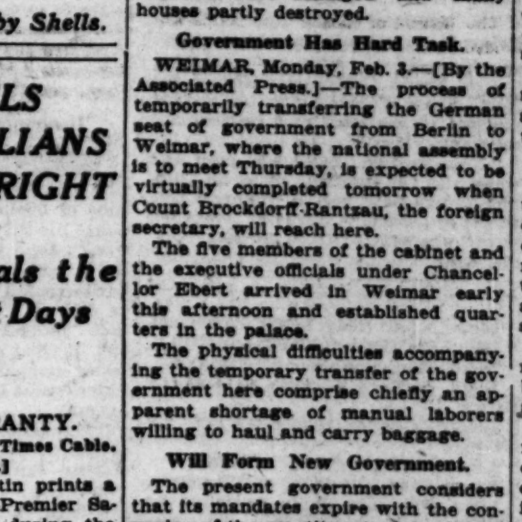 by Shells.
LS
LIANS
RIGHT
als the
Days
ANTY.
Times Cable.
]
tin prints a
Premier Sa-
houses partly destroyed.
Government Has Hard Task.
WEIMAR, Monday, Feb. 3.—[By the
Associated Press.]—The process of
temporarily transferring the German
seat of government from Berlin to
Weimar, where the national assembly
is to meet Thursday, is expected to be
virtually completed tomorrow when
Count Brockdorff-Rantzau, the foreign
secretary, will reach here.
The five members of the cabinet and
the executive officials under Chancel-
lor Ebert arrived in Weimar early
this afternoon and established quar-
ters in the palace.
The physical difficulties accompany-
ing the temporary transfer of the gov-
ernment here comprise chiefly an ap-
parent shortage of manual laborers
willing to haul and carry baggage.
Will Form New Government.
The present government considers
that its mandates expire with the con-